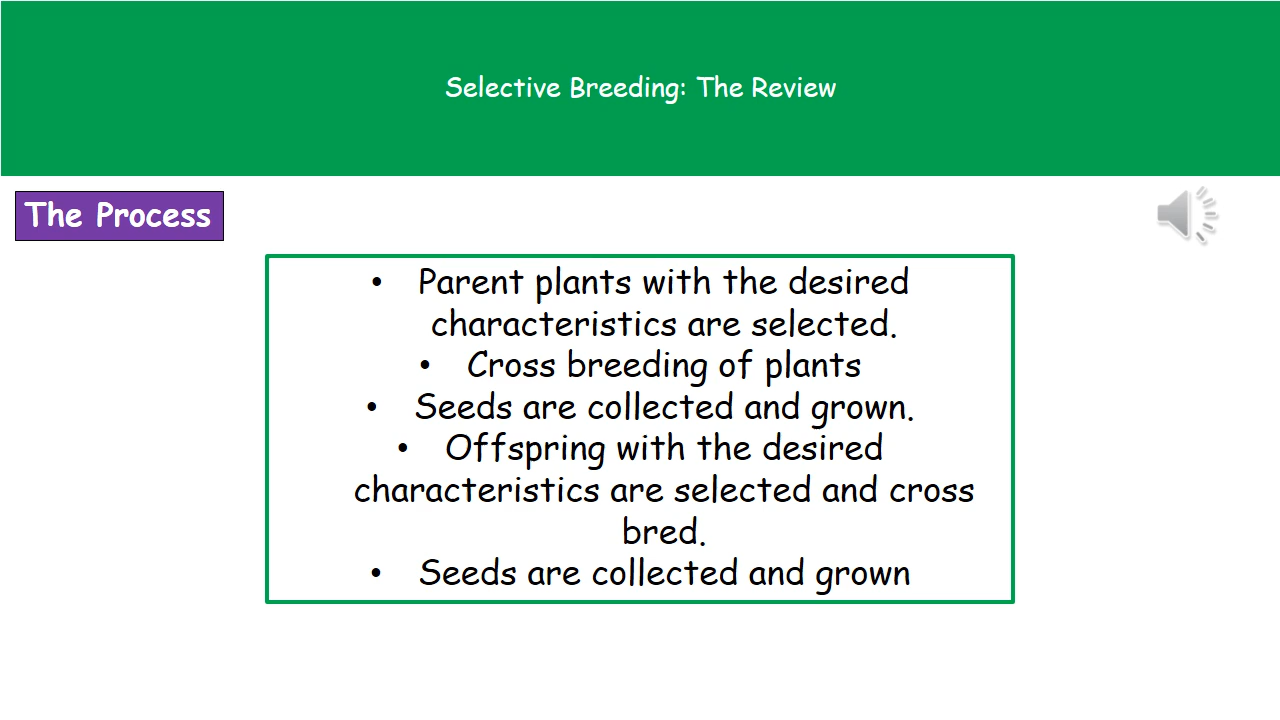 Selective Breeding: The Review
The Process
• Parent plants with the desired
characteristics are selected.
• Cross breeding of plants
• Seeds are collected and grown.
• Offspring with the desired
characteristics are selected and cross
bred.
• Seeds are collected and grown